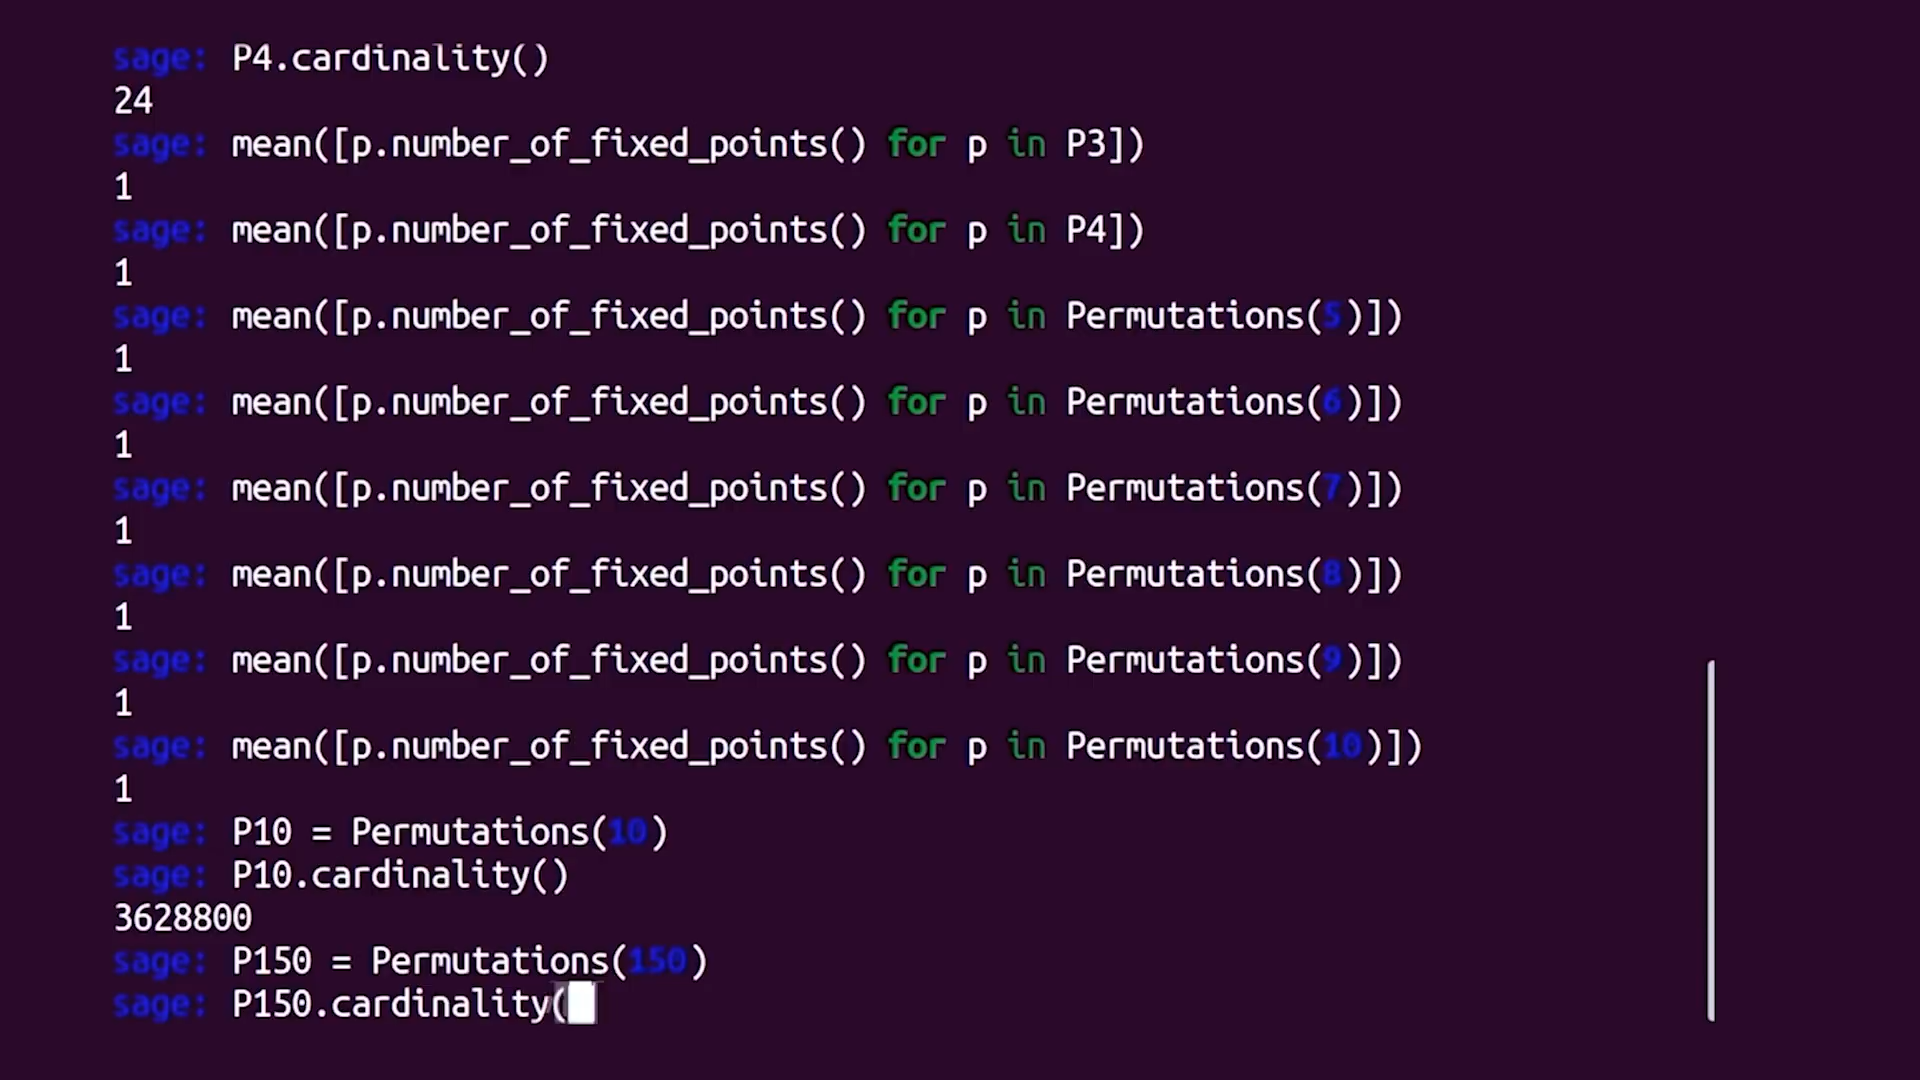 sage: P4.cardinality()
24
sage: mean([p.number_of_fixed_points() for p in P3])
1
sage: mean([p.number_of_fixed_points() for p in P4])
1
sage: mean([p.number_of_fixed_points() for p in Permutations(5)])
1
sage: mean([p.number_of_fixed_points() for p in Permutations(6)])
1
sage: mean([p.number_of_fixed_points() for p in Permutations(7)])
1
sage: mean([p.number_of_fixed_points() for p in Permutations(8)])
1
sage: mean([p.number_of_fixed_points() for p in Permutations(9)])
1
sage: mean([p.number_of_fixed_points() for p in Permutations(10)])
1
sage: P10 = Permutations(10)
sage: P10.cardinality()
3628800
sage: P150 = Permutations(150)
sage: P150.cardinality(